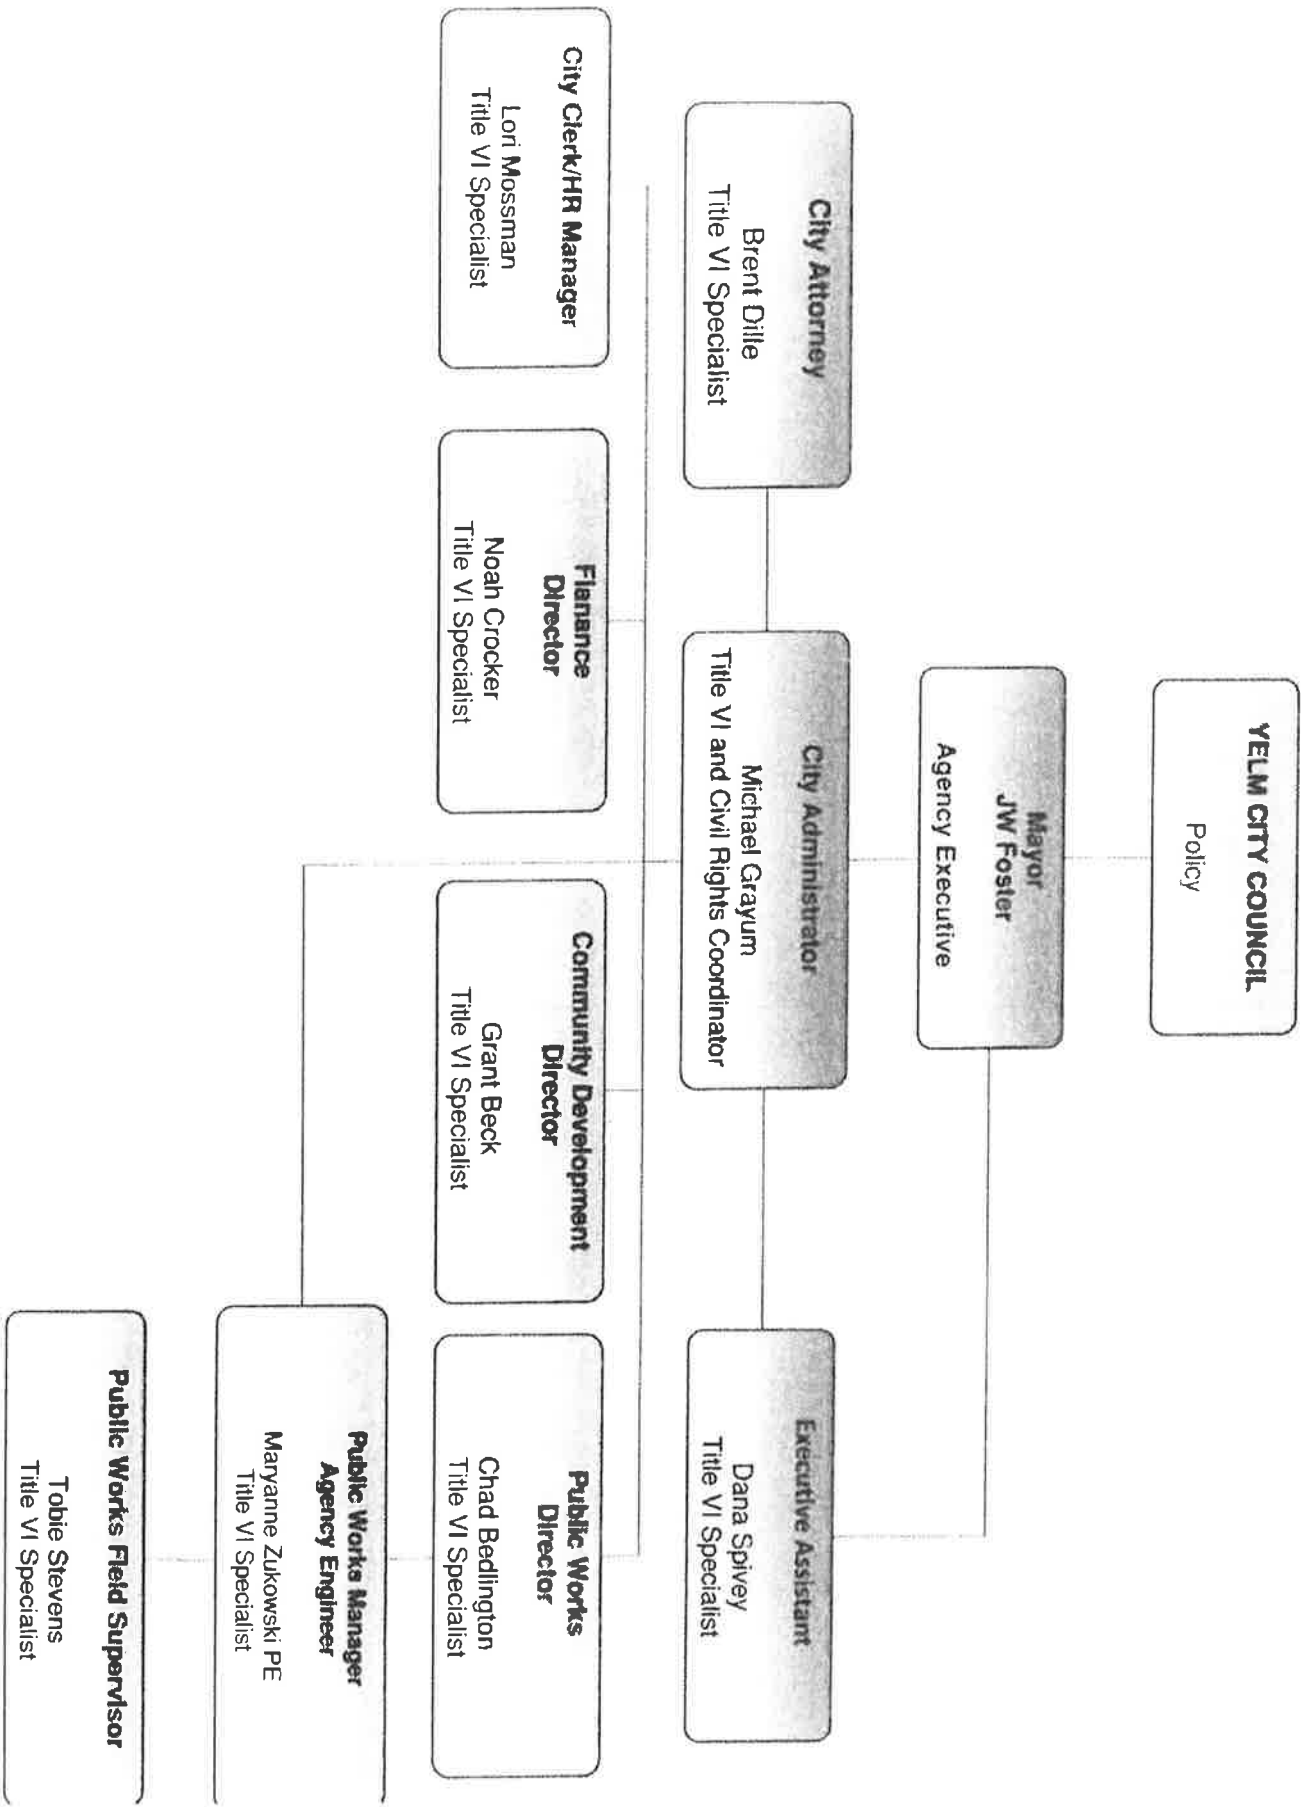 YELM CITY COUNCIL
Policy
Mayor
JW Foster
Agency Executive
City Attorney
Brent Dille
Title VI Specialist
City Administrator
Michael Grayum
Title VI and Civil Rights Coordinator
Executive Assistant
Dana Spivey
Title VI Specialist
City Clerk/HR Manager
Lori Mossman
Title VI Specialist
Fianance
Director
Noah Crocker
Title VI Specialist
Community Development
Director
Grant Beck
Title VI Specialist
Public Works
Director
Chad Bedlington
Title VI Specialist
Public Works Manager
Agency Engineer
Maryanne Zukowski PE
Title VI Specialist
Public Works Field Supervisor
Tobie Stevens
Title VI Specialist